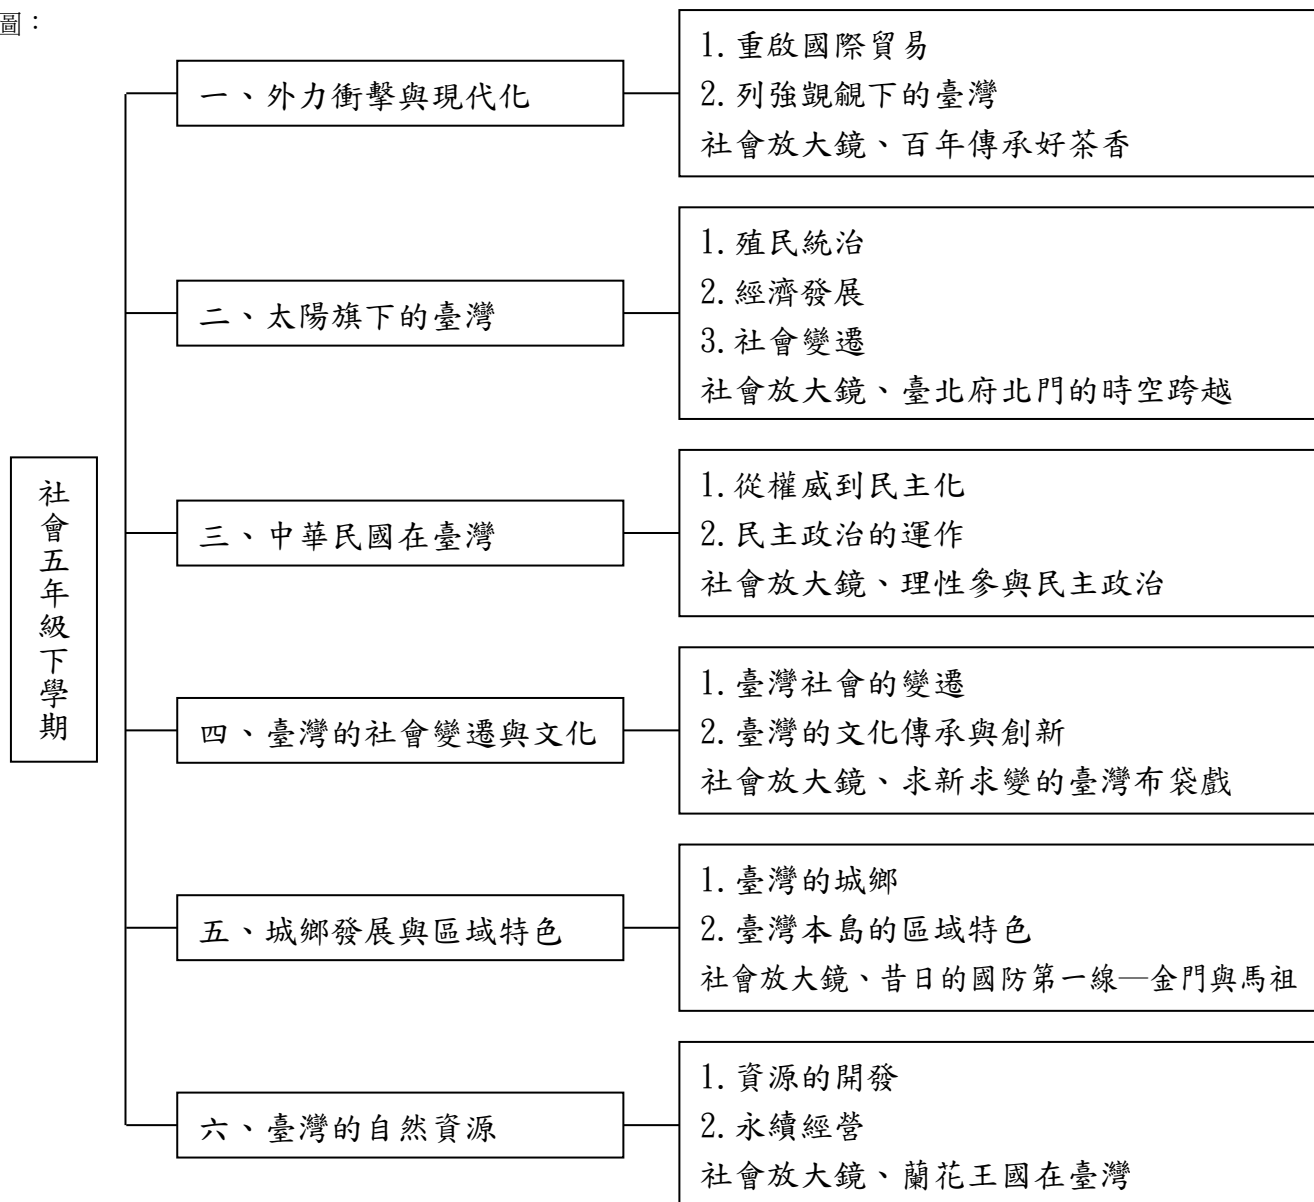 圖：
社會五年級下學期
一、外力衝擊與現代化
1.重啟國際貿易
2.列強覬覦下的臺灣
社會放大鏡、百年傳承好茶香
二、太陽旗下的臺灣
1.殖民統治
2.經濟發展
3.社會變遷
社會放大鏡、臺北府北門的時空跨越
三、中華民國在臺灣
1.從權威到民主化
2.民主政治的運作
社會放大鏡、理性參與民主政治
四、臺灣的社會變遷與文化
1.臺灣社會的變遷
2.臺灣的文化傳承與創新
社會放大鏡、求新求變的臺灣布袋戲
五、城鄉發展與區域特色
1.臺灣的城鄉
2.臺灣本島的區域特色
社會放大鏡、昔日的國防第一線—金門與馬祖
六、臺灣的自然資源
1.資源的開發
2.永續經營
社會放大鏡、蘭花王國在臺灣